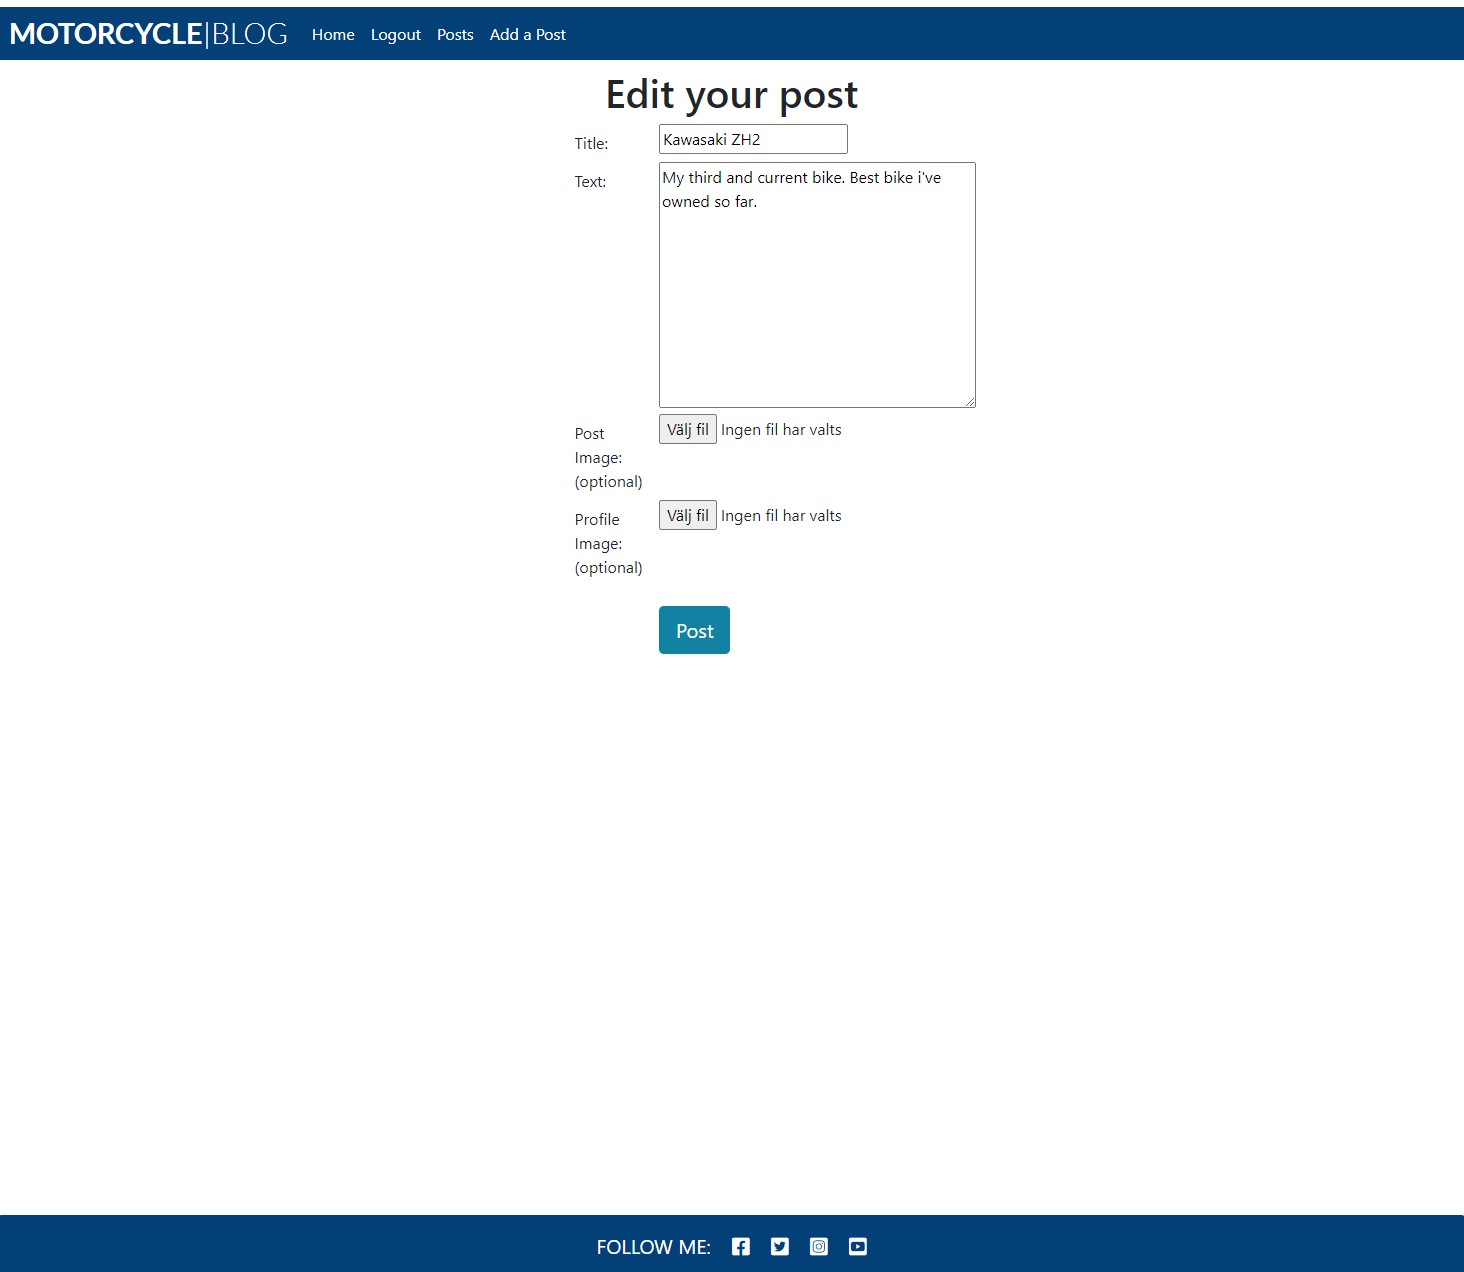 MOTORCYCLE|BLOG Home Logout Posts Add a Post
Edit your post
Title: Kawasaki ZH2
Text: My third and current bike. Best bike i've
owned so far.
Post Välj fil Ingen fil har valts
Image:
(optional)
Profile Välj fil Ingen fil har valts
Image:
(optional)
Post
FOLLOW ME: